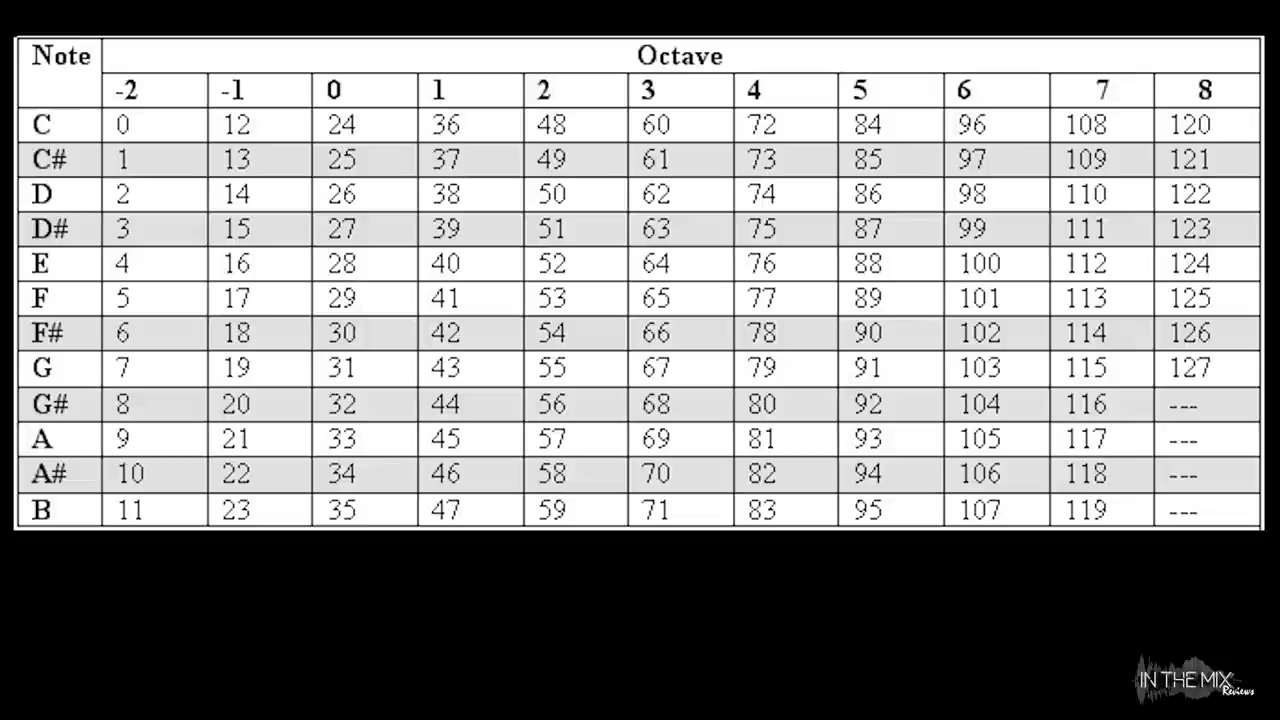 Note Octave
-2 -1 0 1 2 3 4 5 6 7 8
C 0 12 24 36 48 60 72 84 96 108 120
C# 1 13 25 37 49 61 73 85 97 109 121
D 2 14 26 38 50 62 74 86 98 110 122
D# 3 15 27 39 51 63 75 87 99 111 123
E 4 16 28 40 52 64 76 88 100 112 124
F 5 17 29 41 53 65 77 89 101 113 125
F# 6 18 30 42 54 66 78 90 102 114 126
G 7 19 31 43 55 67 79 91 103 115 127
G# 8 20 32 44 56 68 80 92 104 116 ---
A 9 21 33 45 57 69 81 93 105 117 ---
A# 10 22 34 46 58 70 82 94 106 118 ---
B 11 23 35 47 59 71 83 95 107 119 ---
IN THE MIX
Reviews